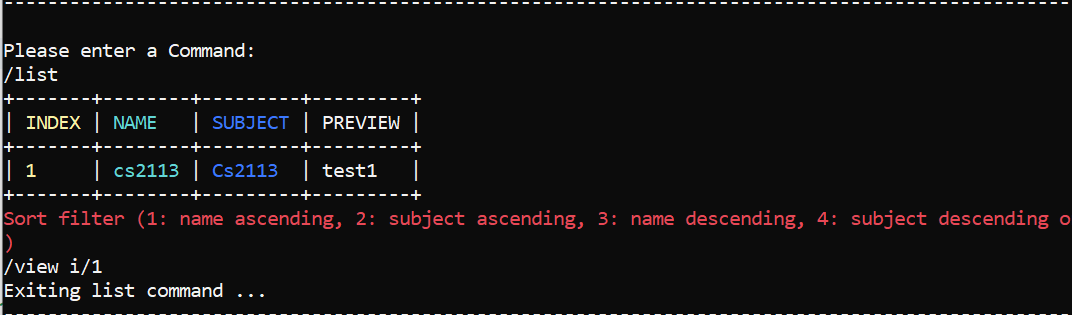 --------------------------------------------------------------------------------------------------
Please enter a Command:
/list
+-------+--------+---------+---------+
| INDEX | NAME   | SUBJECT | PREVIEW |
+-------+--------+---------+---------+
| 1     | cs2113 | Cs2113  | test1   |
+-------+--------+---------+---------+
Sort filter (1: name ascending, 2: subject ascending, 3: name descending, 4: subject descending o
)
/view i/1
Exiting list command ...
--------------------------------------------------------------------------------------------------